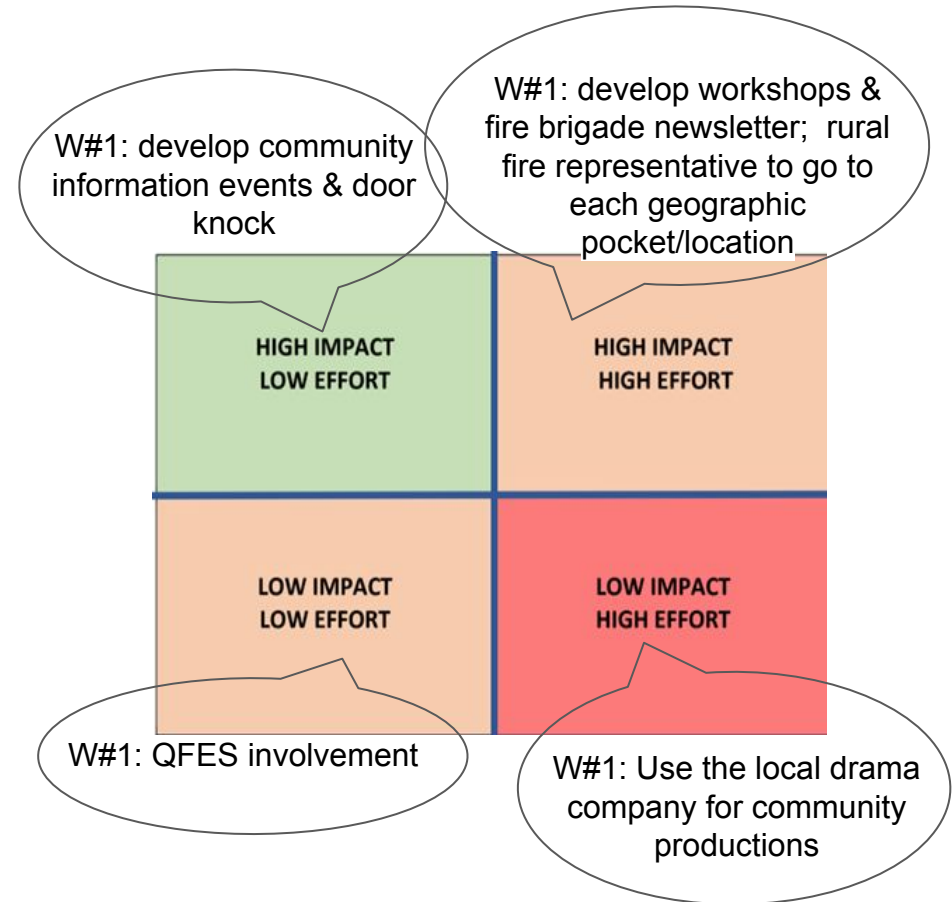 W#1: develop community
information events & door
knock
W#1: develop workshops &
fire brigade newsletter;  rural
fire representative to go to
each geographic
pocket/location
HIGH IMPACT
LOW EFFORT
HIGH IMPACT
HIGH EFFORT
LOW IMPACT
LOW EFFORT
LOW IMPACT
HIGH EFFORT
W#1: QFES involvement
W#1: Use the local drama
company for community
productions